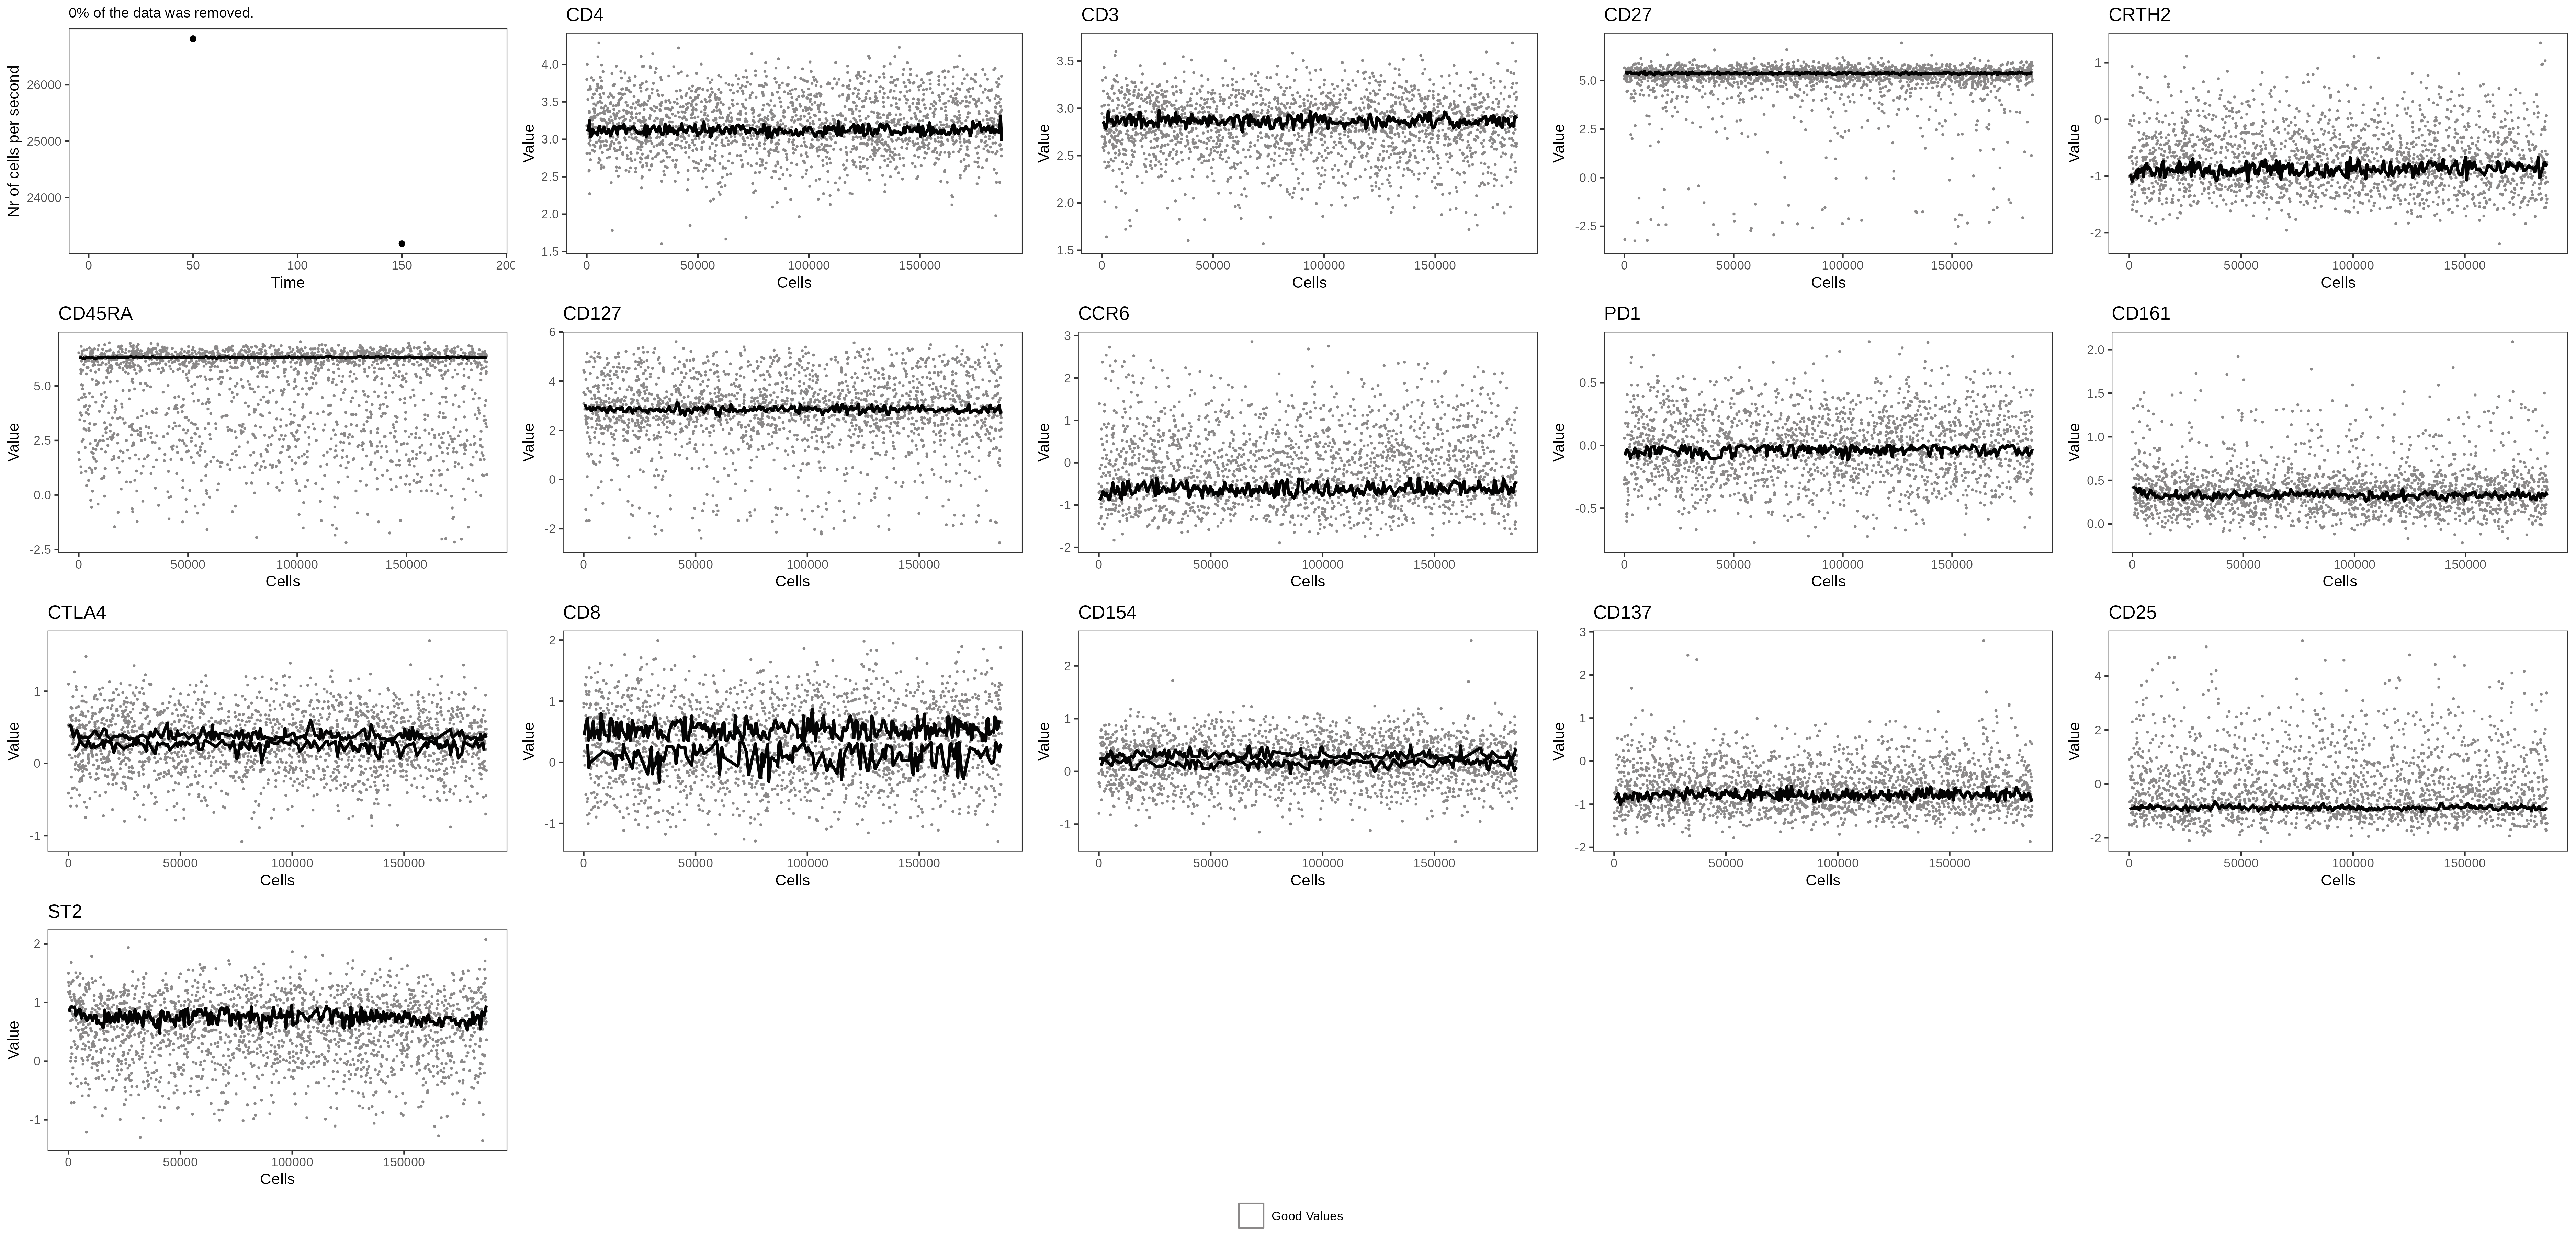 0% of the data was removed.
Nr of cells per second
26000
25000
24000
0 50 100 150 200
Time
CD4
Value
4.0
3.5
3.0
2.5
2.0
1.5
0 50000 100000 150000
Cells
CD3
Value
3.5
3.0
2.5
2.0
1.5
0 50000 100000 150000
Cells
CD27
Value
5.0
2.5
0.0
-2.5
0 50000 100000 150000
Cells
CRTH2
Value
1
0
-1
-2
0 50000 100000 150000
Cells
CD45RA
Value
5.0
2.5
0.0
-2.5
0 50000 100000 150000
Cells
CD127
Value
6
4
2
0
-2
0 50000 100000 150000
Cells
CCR6
Value
3
2
1
0
-1
-2
0 50000 100000 150000
Cells
PD1
Value
0.5
0.0
-0.5
0 50000 100000 150000
Cells
CD161
Value
2.0
1.5
1.0
0.5
0.0
0 50000 100000 150000
Cells
CTLA4
Value
1
0
-1
0 50000 100000 150000
Cells
CD8
Value
2
1
0
-1
0 50000 100000 150000
Cells
CD154
Value
2
1
0
-1
0 50000 100000 150000
Cells
CD137
Value
3
2
1
0
-1
-2
0 50000 100000 150000
Cells
CD25
Value
4
2
0
-2
0 50000 100000 150000
Cells
ST2
Value
2
1
0
-1
0 50000 100000 150000
Cells
Good Values